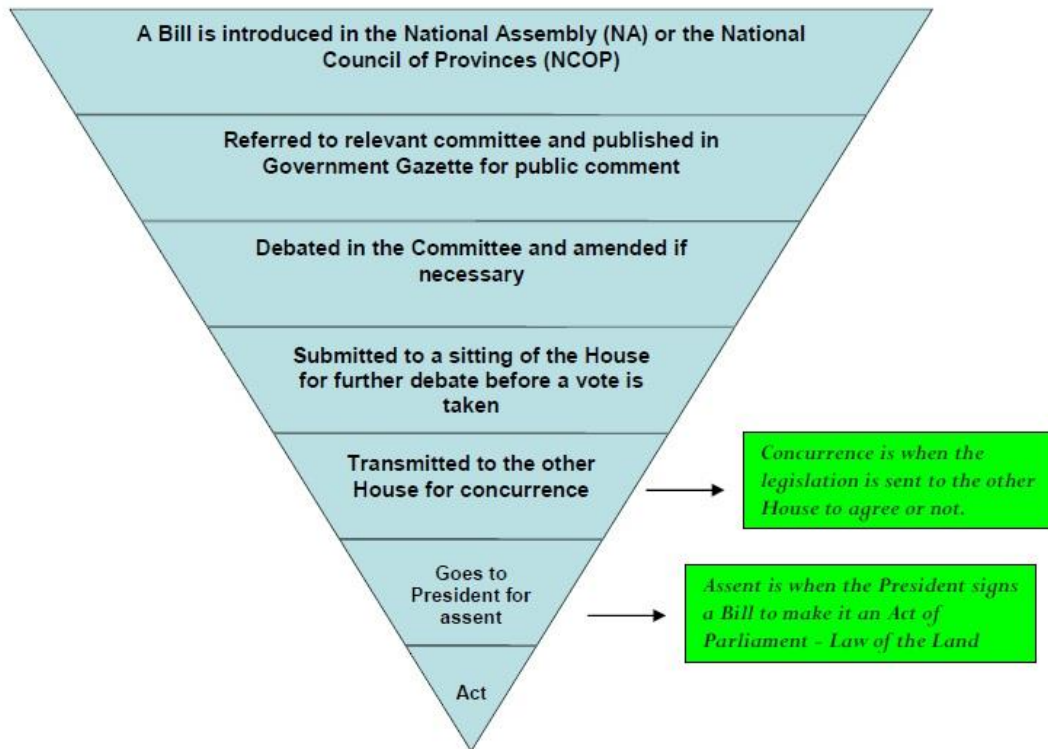 A Bill is introduced in the National Assembly (NA) or the National
Council of Provinces (NCOP)
Referred to relevant committee and published in
Government Gazette for public comment
Debated in the Committee and amended if
necessary
Submitted to a sitting of the House
for further debate before a vote is
taken
Transmitted to the other
House for concurrence
Concurrence is when the
legislation is sent to the other
House to agree or not.
Goes to
President for
assent
Assent is when the President signs
a Bill to make it an Act of
Parliament - Law of the Land
Act